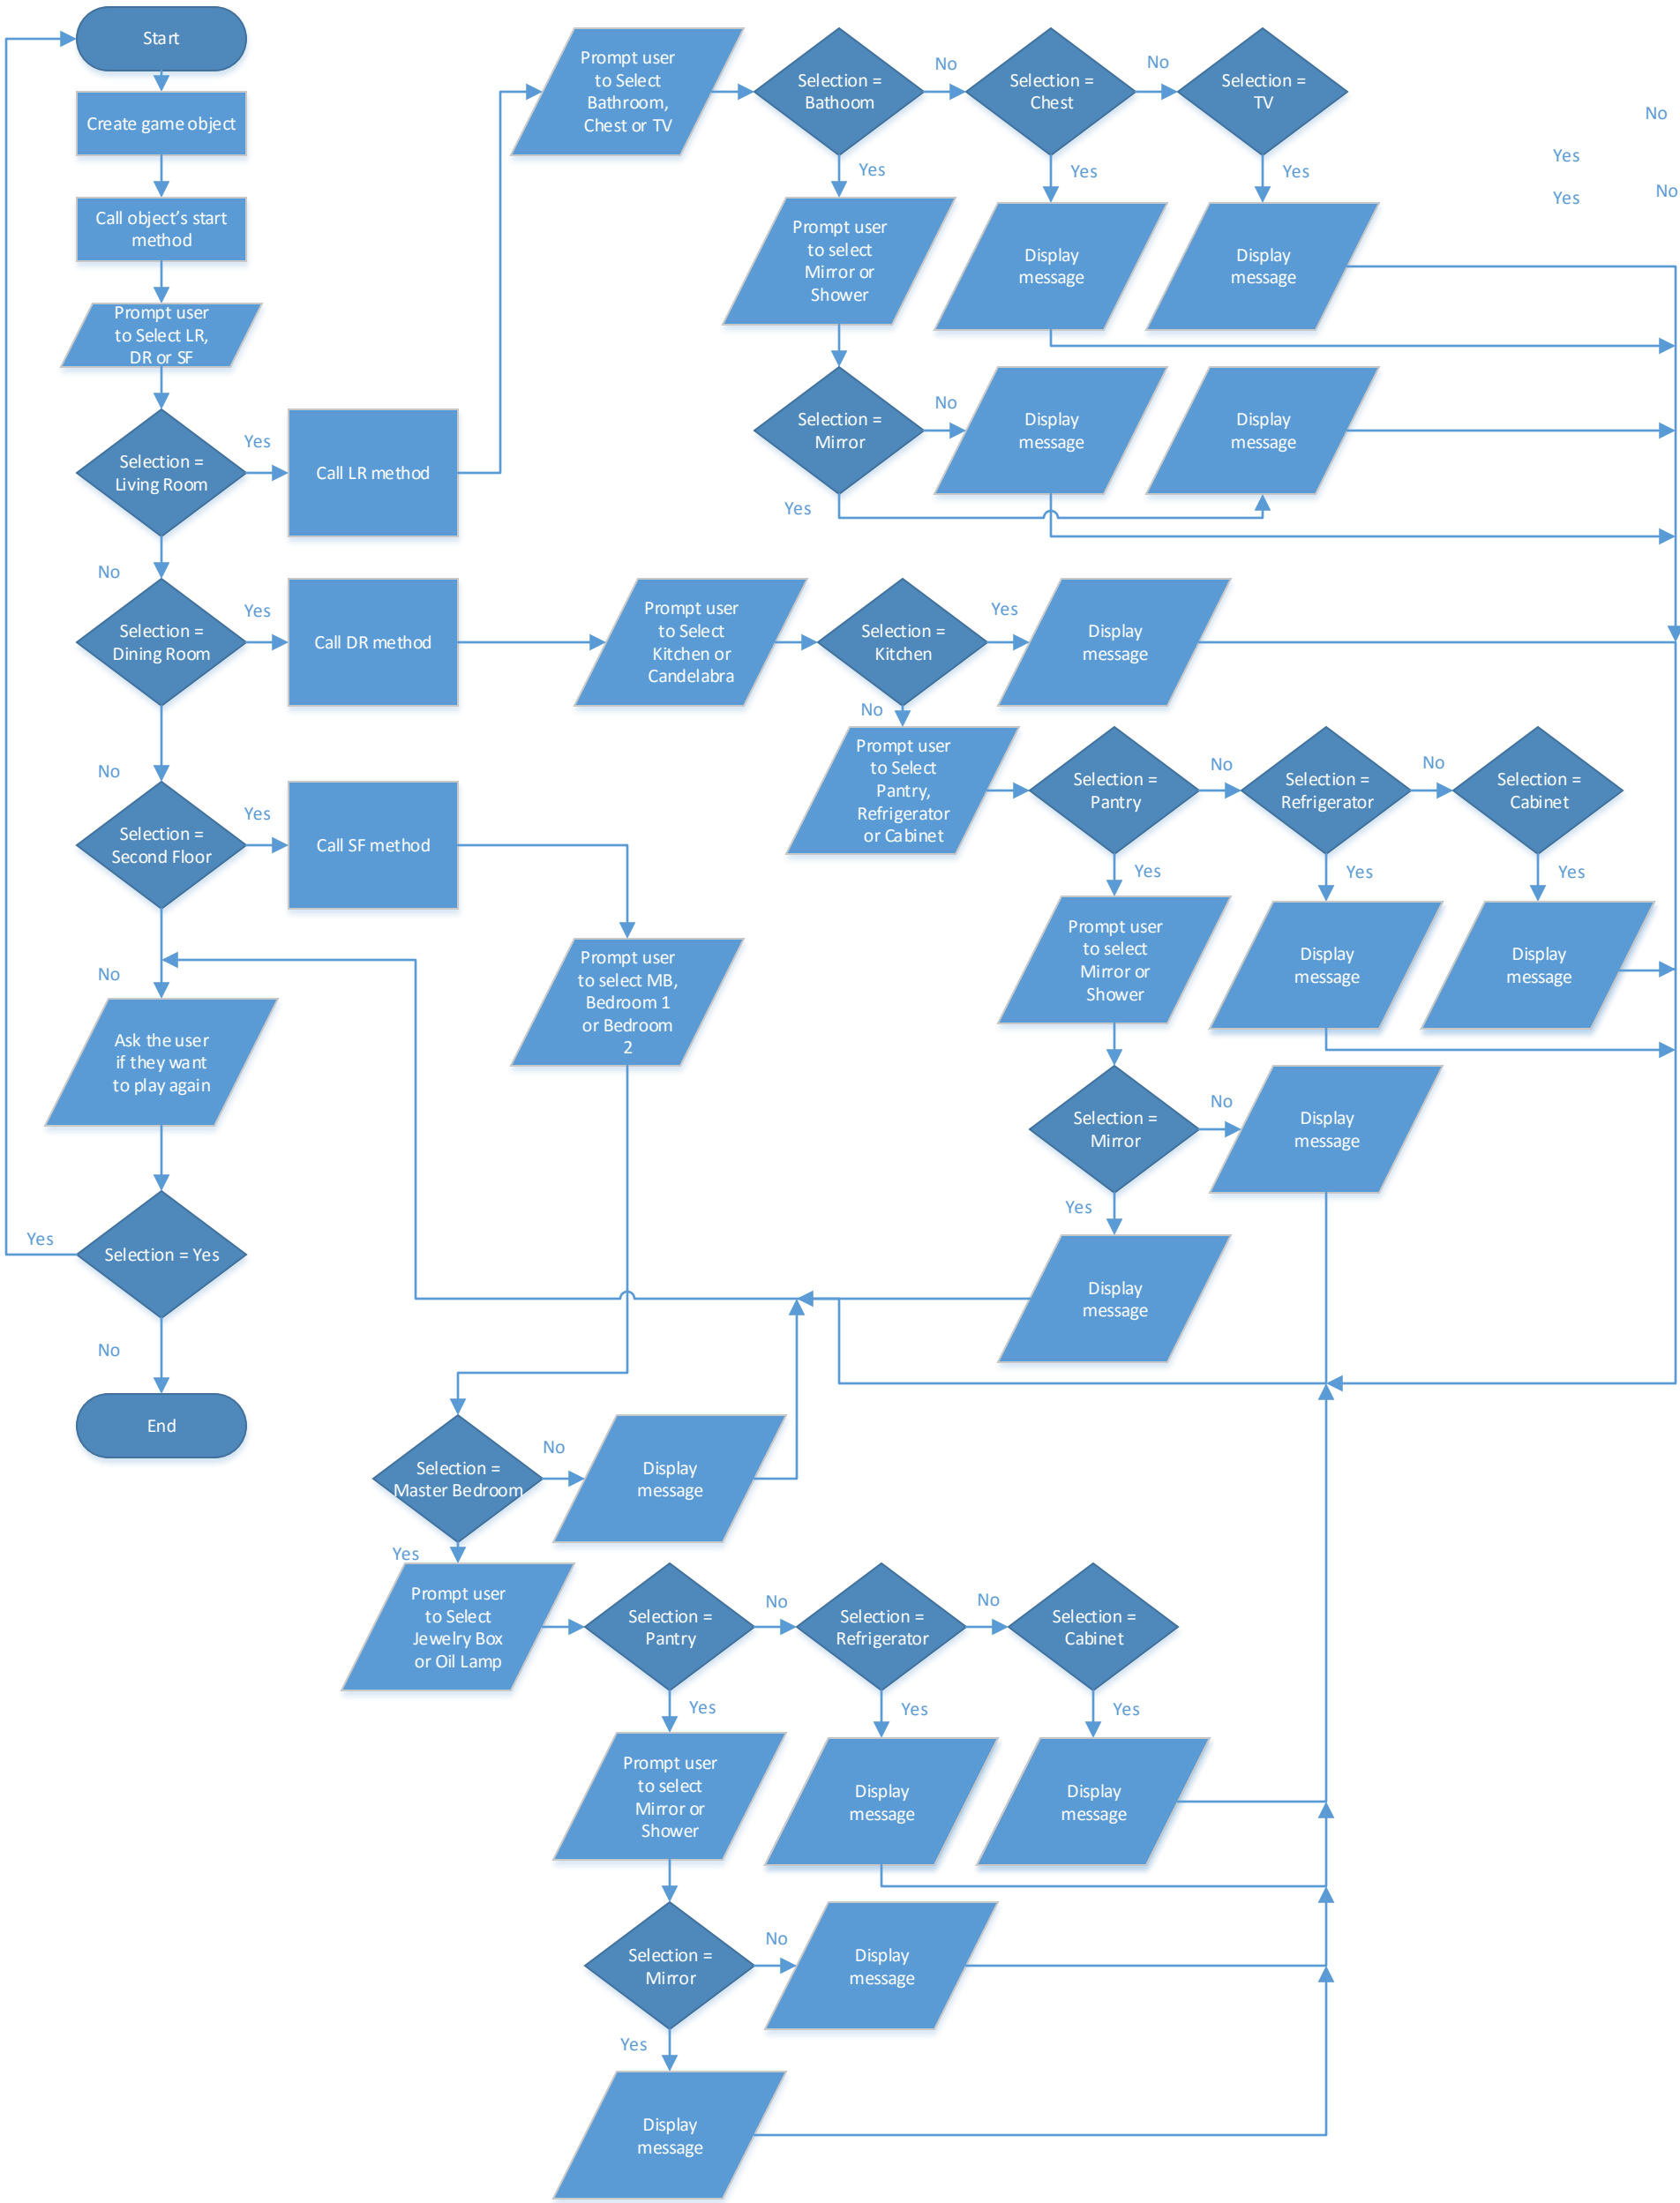 Start
Create game object
Call object's start
method
Prompt user
to Select LR,
DR or SF
Selection =
Living Room
Yes
Call LR method
No
Selection =
Dining Room
Yes
Call DR method
No
Selection =
Second Floor
Yes
Call SF method
No
Ask the user
if they want
to play again
Selection = Yes
Yes
No
End
Prompt user
to Select
Bathroom,
Chest or TV
Selection =
Bathoom
No
Selection =
Chest
No
Selection =
TV
Yes
Yes
Yes
No
Yes
Yes
No
Prompt user
to select
Mirror or
Shower
Display
message
Display
message
Selection =
Mirror
No
Display
message
Display
message
Yes
Prompt user
to Select
Kitchen or
Candelabra
Selection =
Kitchen
Yes
Display
message
No
Prompt user
to Select
Pantry,
Refrigerator
or Cabinet
Selection =
Pantry
No
Selection =
Refrigerator
No
Selection =
Cabinet
Yes
Yes
Yes
Prompt user
to select
Mirror or
Shower
Display
message
Display
message
Selection =
Mirror
No
Display
message
Yes
Display
message
Prompt user
to select MB,
Bedroom 1
or Bedroom
2
Selection =
Master Bedroom
No
Display
message
Yes
Prompt user
to Select
Jewelry Box
or Oil Lamp
Selection =
Pantry
No
Selection =
Refrigerator
No
Selection =
Cabinet
Yes
Yes
Yes
Prompt user
to select
Mirror or
Shower
Display
message
Display
message
Selection =
Mirror
No
Display
message
Yes
Display
message